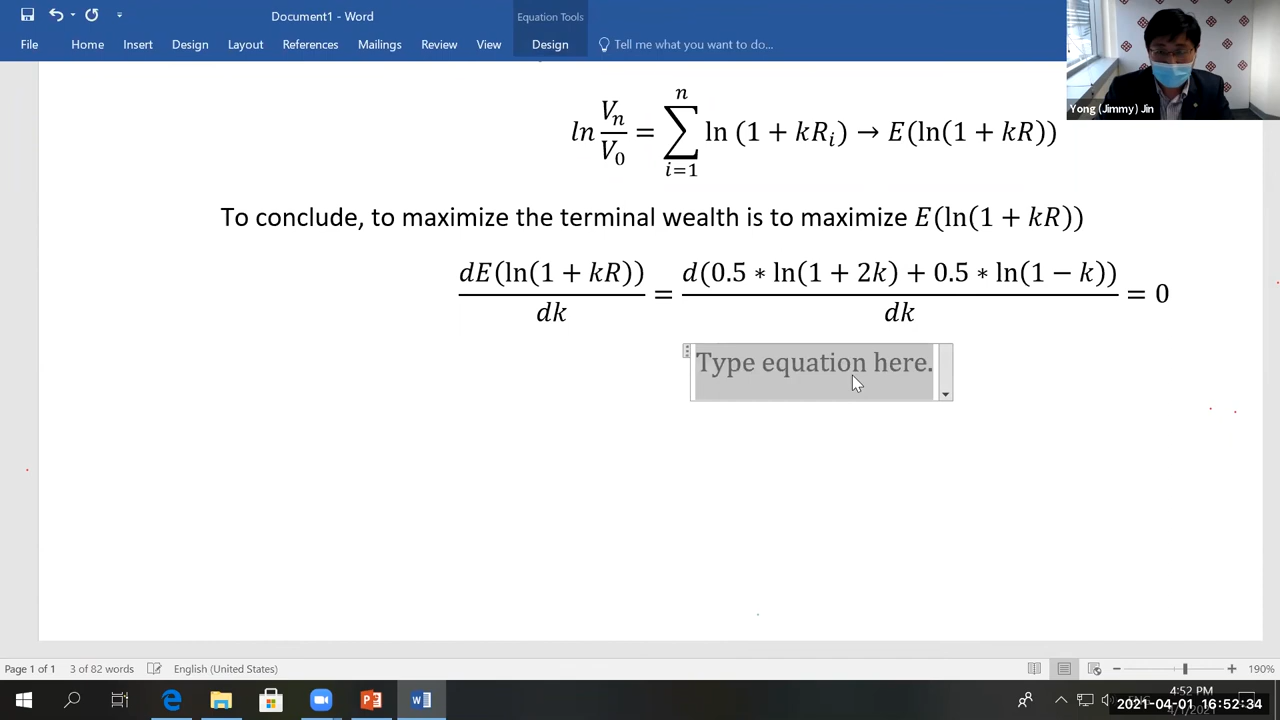 Document1 - Word
Equation Tools
File Home Insert Design Layout References Mailings Review View Design Tell me what you want to do...
Yong (Jimmy) Jin
ln V_n/V_0 = ∑_{i=1}^{n} ln (1 + kR_i) → E(ln(1 + kR))
To conclude, to maximize the terminal wealth is to maximize E(ln(1 + kR))
dE(ln(1 + kR))/dk = d(0.5 * ln(1 + 2k) + 0.5 * ln(1 − k))/dk = 0
Type equation here.
Page 1 of 1 3 of 82 words English (United States) 190%
4:52 PM
2021-04-01 16:52:34